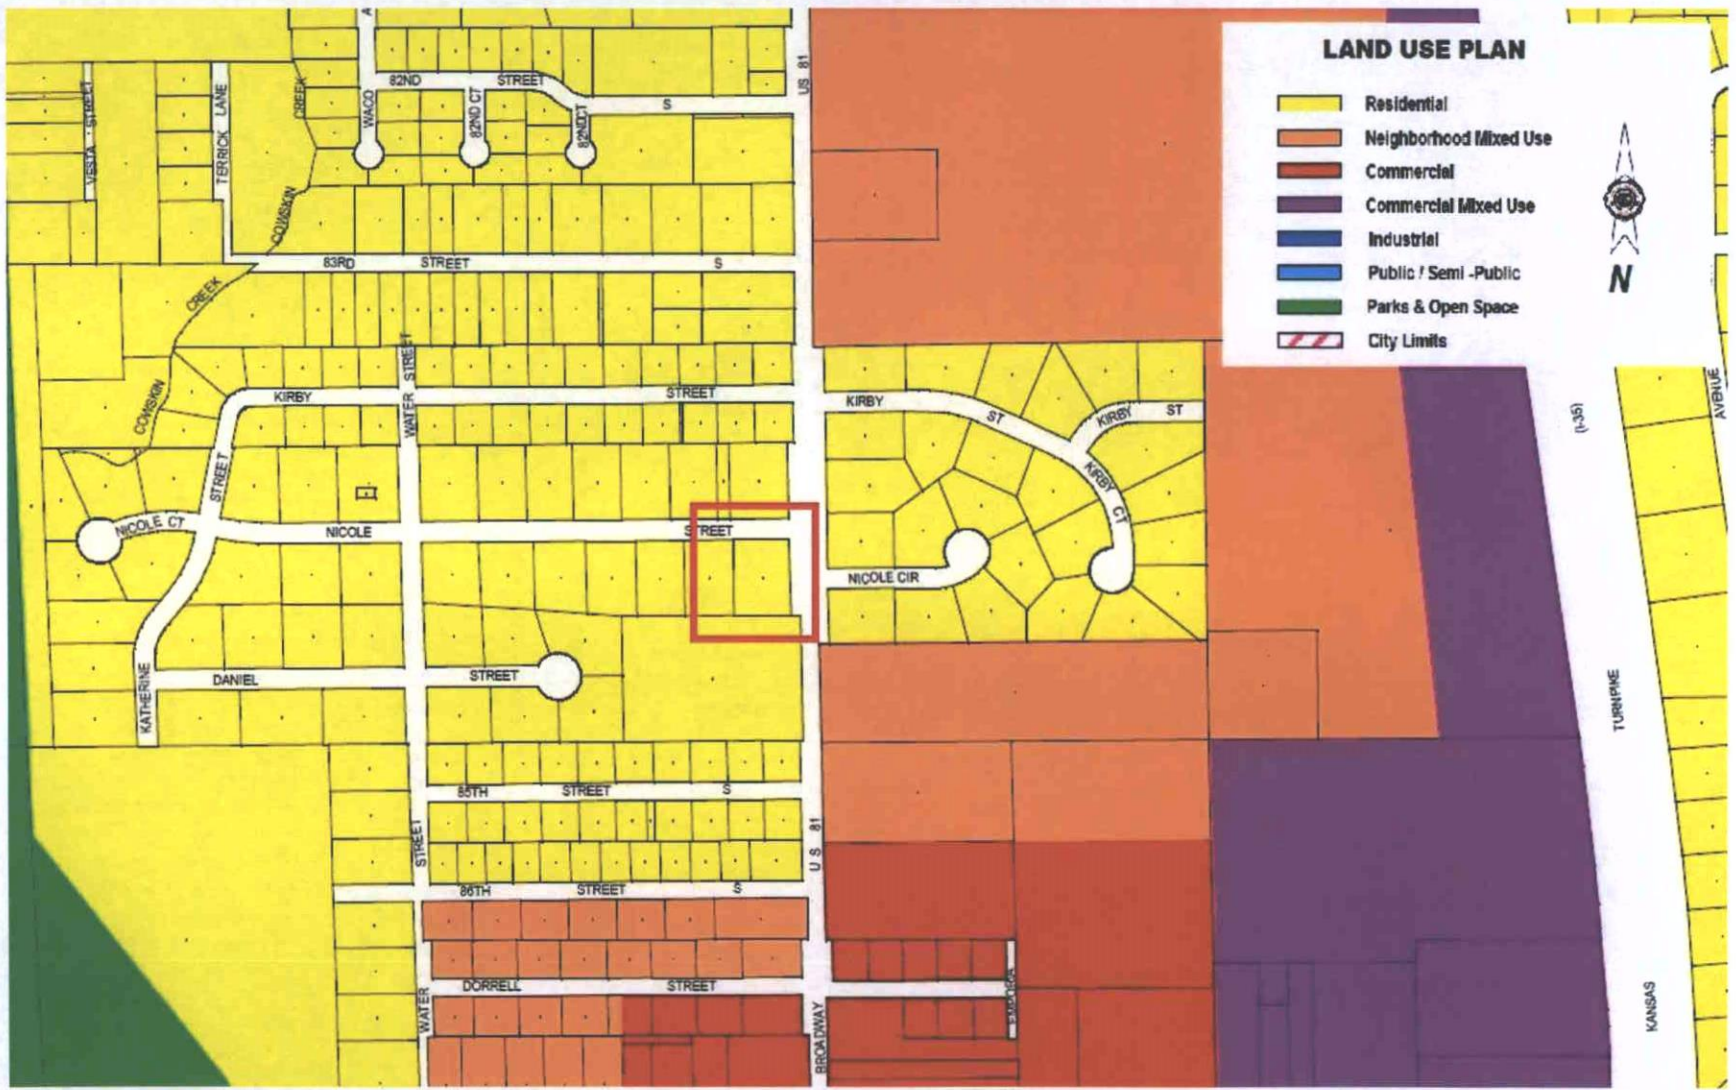 LAND USE PLAN
Residential
Neighborhood Mixed Use
Commercial
Commercial Mixed Use
Industrial
Public / Semi -Public
Parks & Open Space
City Limits
N
A
US 81
82ND STREET S
WACO
82ND CT
82ND CT
VESTA STREET
TERRICK LANE
CREEK
COWSKIN
83RD STREET S
CREEK
COWSKIN
WATER STREET
KIRBY STREET
KIRBY ST
KIRBY ST
KIRBY CT
STREET
NICOLE CT
NICOLE STREET
NICOLE CIR
KATHERINE
DANIEL STREET
85TH STREET S
STREET
U S 81
86TH STREET S
DORRELL STREET
WATER
BROADWAY
EMPORIA
(I-35)
AVENUE
TURNPIKE
KANSAS